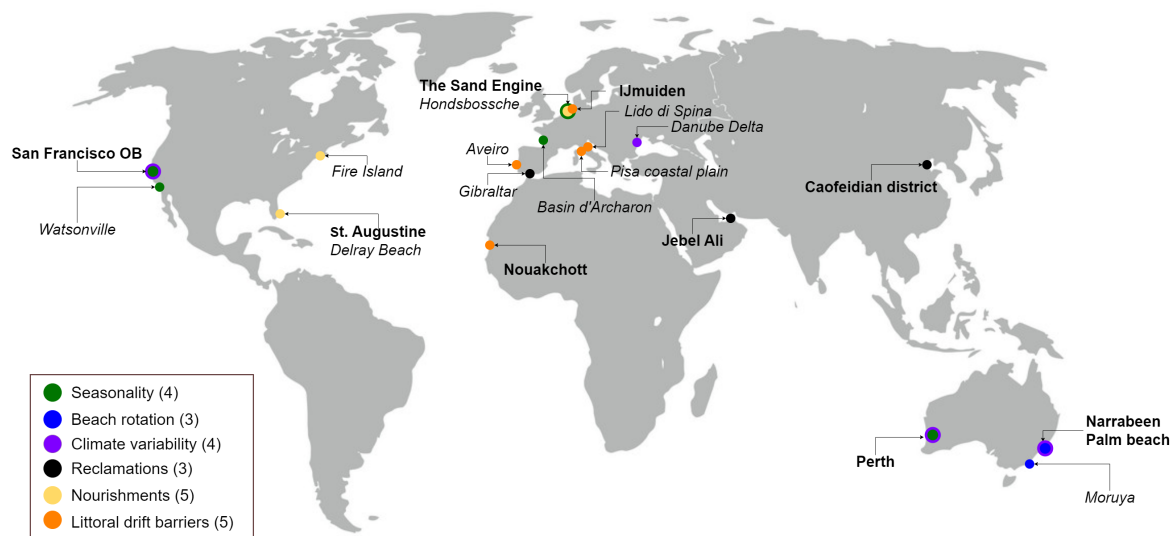 The Sand Engine
Hondsbossche
IJmuiden
Lido di Spina
Danube Delta
San Francisco OB
Aveiro
Fire Island
Gibraltar
Pisa coastal plain
Caofeidian district
Basin d'Archaron
Watsonville
St. Augustine
Delray Beach
Jebel Ali
Nouakchott
Seasonality (4)
Beach rotation (3)
Climate variability (4)
Reclamations (3)
Nourishments (5)
Littoral drift barriers (5)
Narrabeen
Palm beach
Perth
Moruya